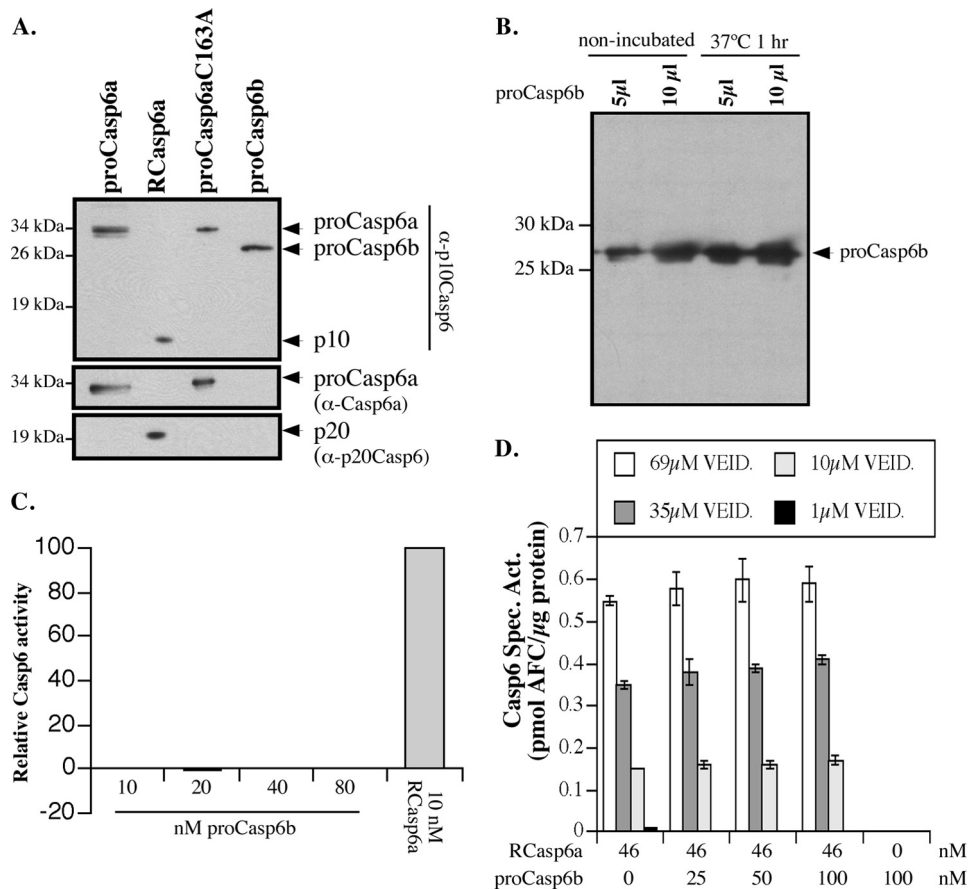 A.
proCasp6a
RCasp6a
proCasp6aC163A
proCasp6b
34 kDa
26 kDa
19 kDa
proCasp6a
proCasp6b
p10
α-p10Casp6
34 kDa
proCasp6a
(α-Casp6a)
19 kDa
p20
(α-p20Casp6)
B.
non-incubated
37°C 1 hr
proCasp6b
5µl
10 µl
5µl
10 µl
30 kDa
25 kDa
proCasp6b
C.
Relative Casp6 activity
100
80
60
40
20
0
-20
10
20
40
80
nM proCasp6b
10 nM
RCasp6a
D.
69µM VEID.
10µM VEID.
35µM VEID.
1µM VEID.
Casp6 Spec. Act.
(pmol AFC/µg protein)
0.7
0.6
0.5
0.4
0.3
0.2
0.1
0
RCasp6a 46 46 46 46 0 nM
proCasp6b 0 25 50 100 100 nM